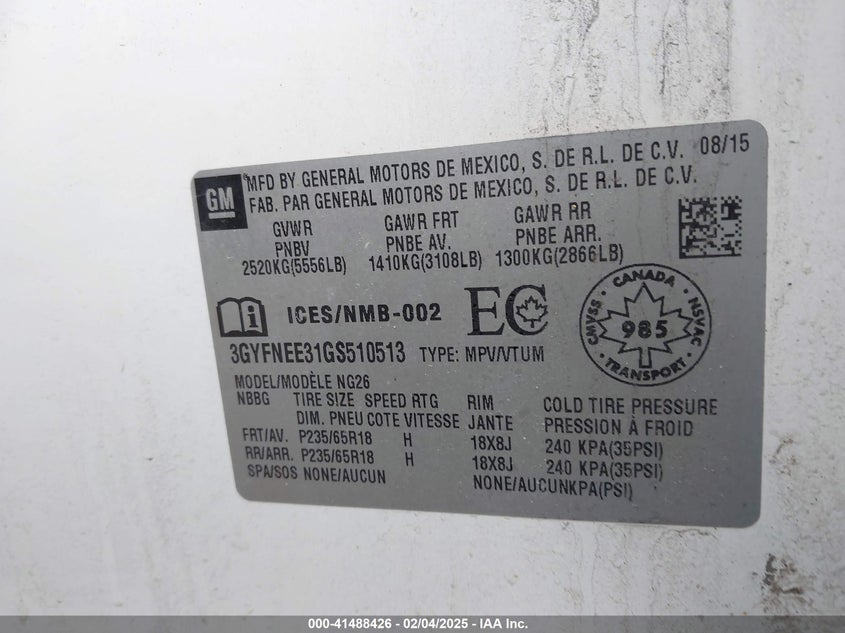 GM
MFD BY GENERAL MOTORS DE MEXICO, S. DE R.L. DE C.V. 08/15
FAB. PAR GENERAL MOTORS DE MEXICO, S. DE R.L. DE C.V.
GVWR GAWR FRT GAWR RR
PNBV PNBE AV. PNBE ARR.
2520KG(5556LB) 1410KG(3108LB) 1300KG(2866LB)
i ICES/NMB-002 EC
CANADA
CMVSS 985 NSVAC
TRANSPORT
3GYFNEE31GS510513 TYPE: MPV/VTUM
MODEL/MODÈLE NG26
NBBG TIRE SIZE SPEED RTG RIM COLD TIRE PRESSURE
DIM. PNEU COTE VITESSE JANTE PRESSION À FROID
FRT/AV. P235/65R18 H 18X8J 240 KPA(35PSI)
RR/ARR. P235/65R18 H 18X8J 240 KPA(35PSI)
SPA/SOS NONE/AUCUN NONE/AUCUNKPA(PSI)
000-41488426 - 02/04/2025 - IAA Inc.